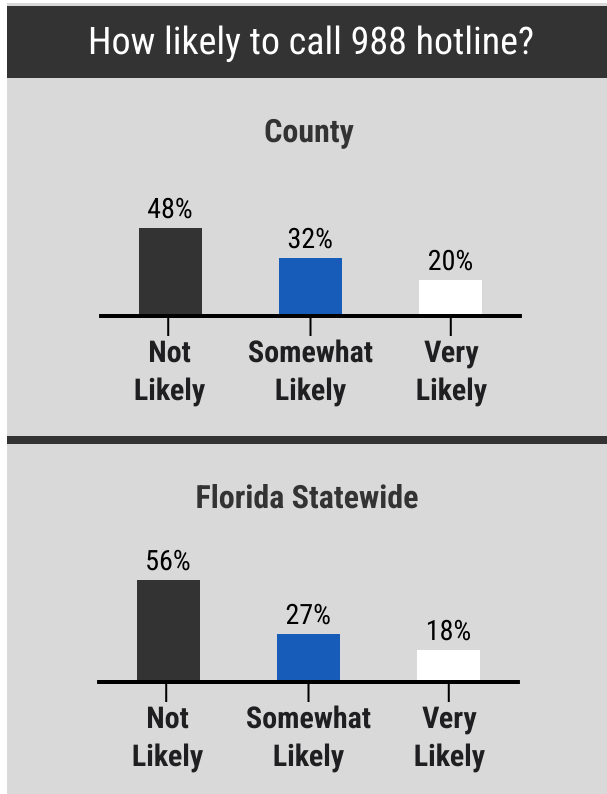 How likely to call 988 hotline?
County
48%
32%
20%
Not
Likely
Somewhat
Likely
Very
Likely
Florida Statewide
56%
27%
18%
Not
Likely
Somewhat
Likely
Very
Likely